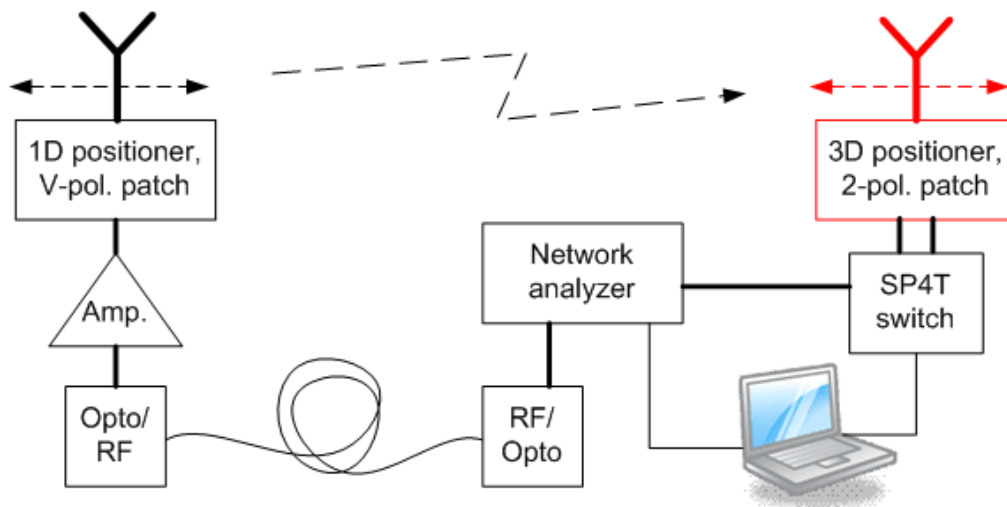 1D positioner,
V-pol. patch
3D positioner,
2-pol. patch
Network
analyzer
SP4T
switch
Amp.
Opto/
RF
RF/
Opto